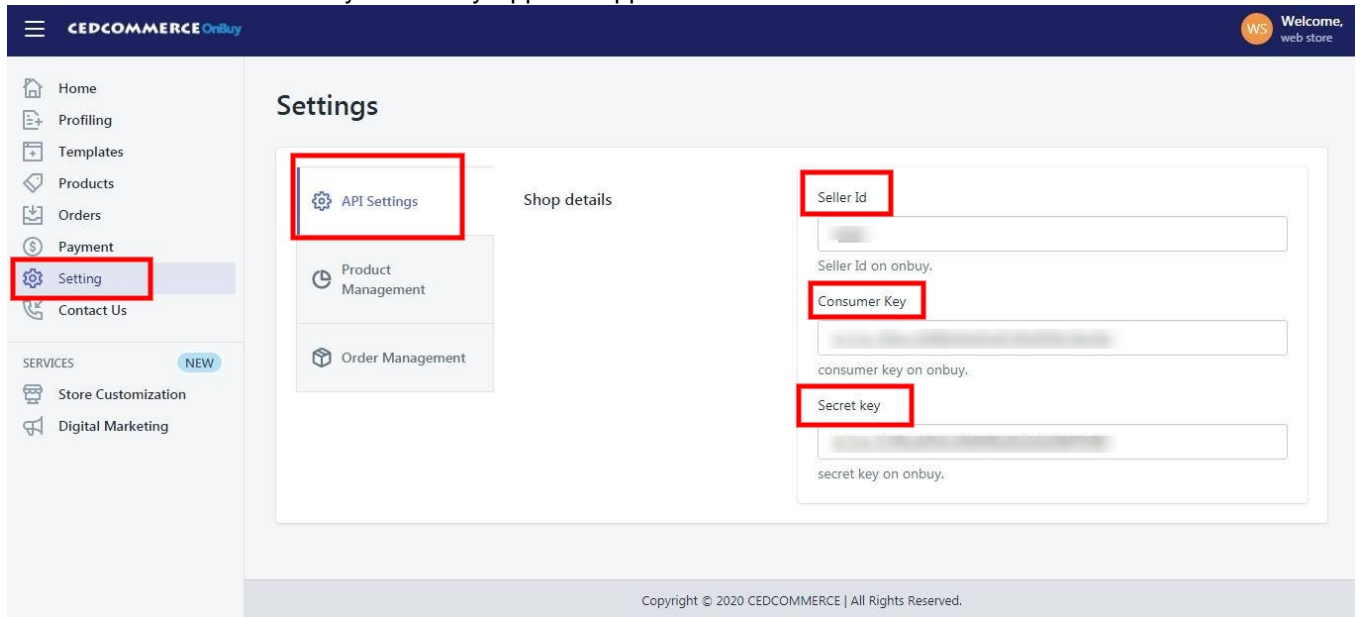 CEDCOMMERCE OnBuy
WS
Welcome,
web store
Home
Profiling
Templates
Products
Orders
Payment
Setting
Contact Us
SERVICES NEW
Store Customization
Digital Marketing
Settings
API Settings
Product
Management
Order Management
Shop details
Seller Id
Seller Id on onbuy.
Consumer Key
consumer key on onbuy.
Secret key
secret key on onbuy.
Copyright © 2020 CEDCOMMERCE | All Rights Reserved.